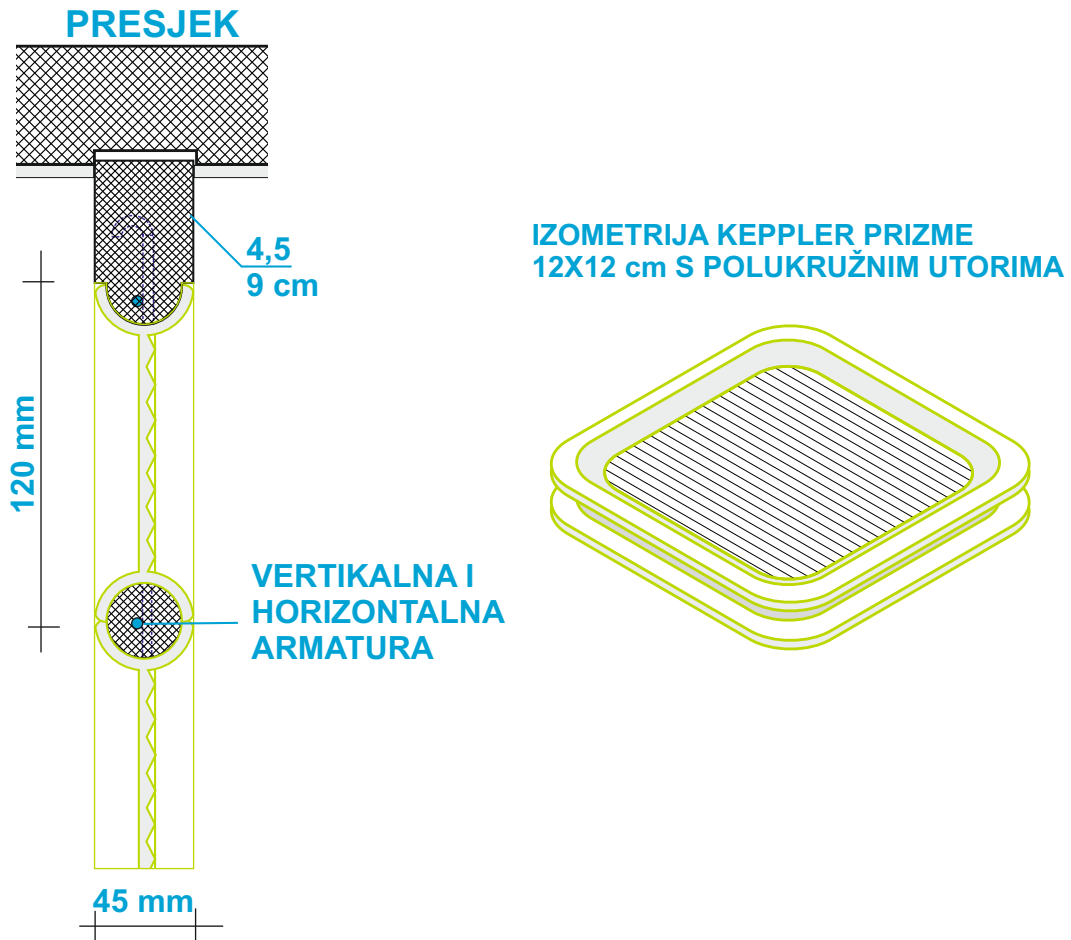 PRESJEK
4,5
9 cm
IZOMETRIJA KEPPLER PRIZME
12X12 cm S POLUKRUŽNIM UTORIMA
120 mm
VERTIKALNA I
HORIZONTALNA
ARMATURA
45 mm